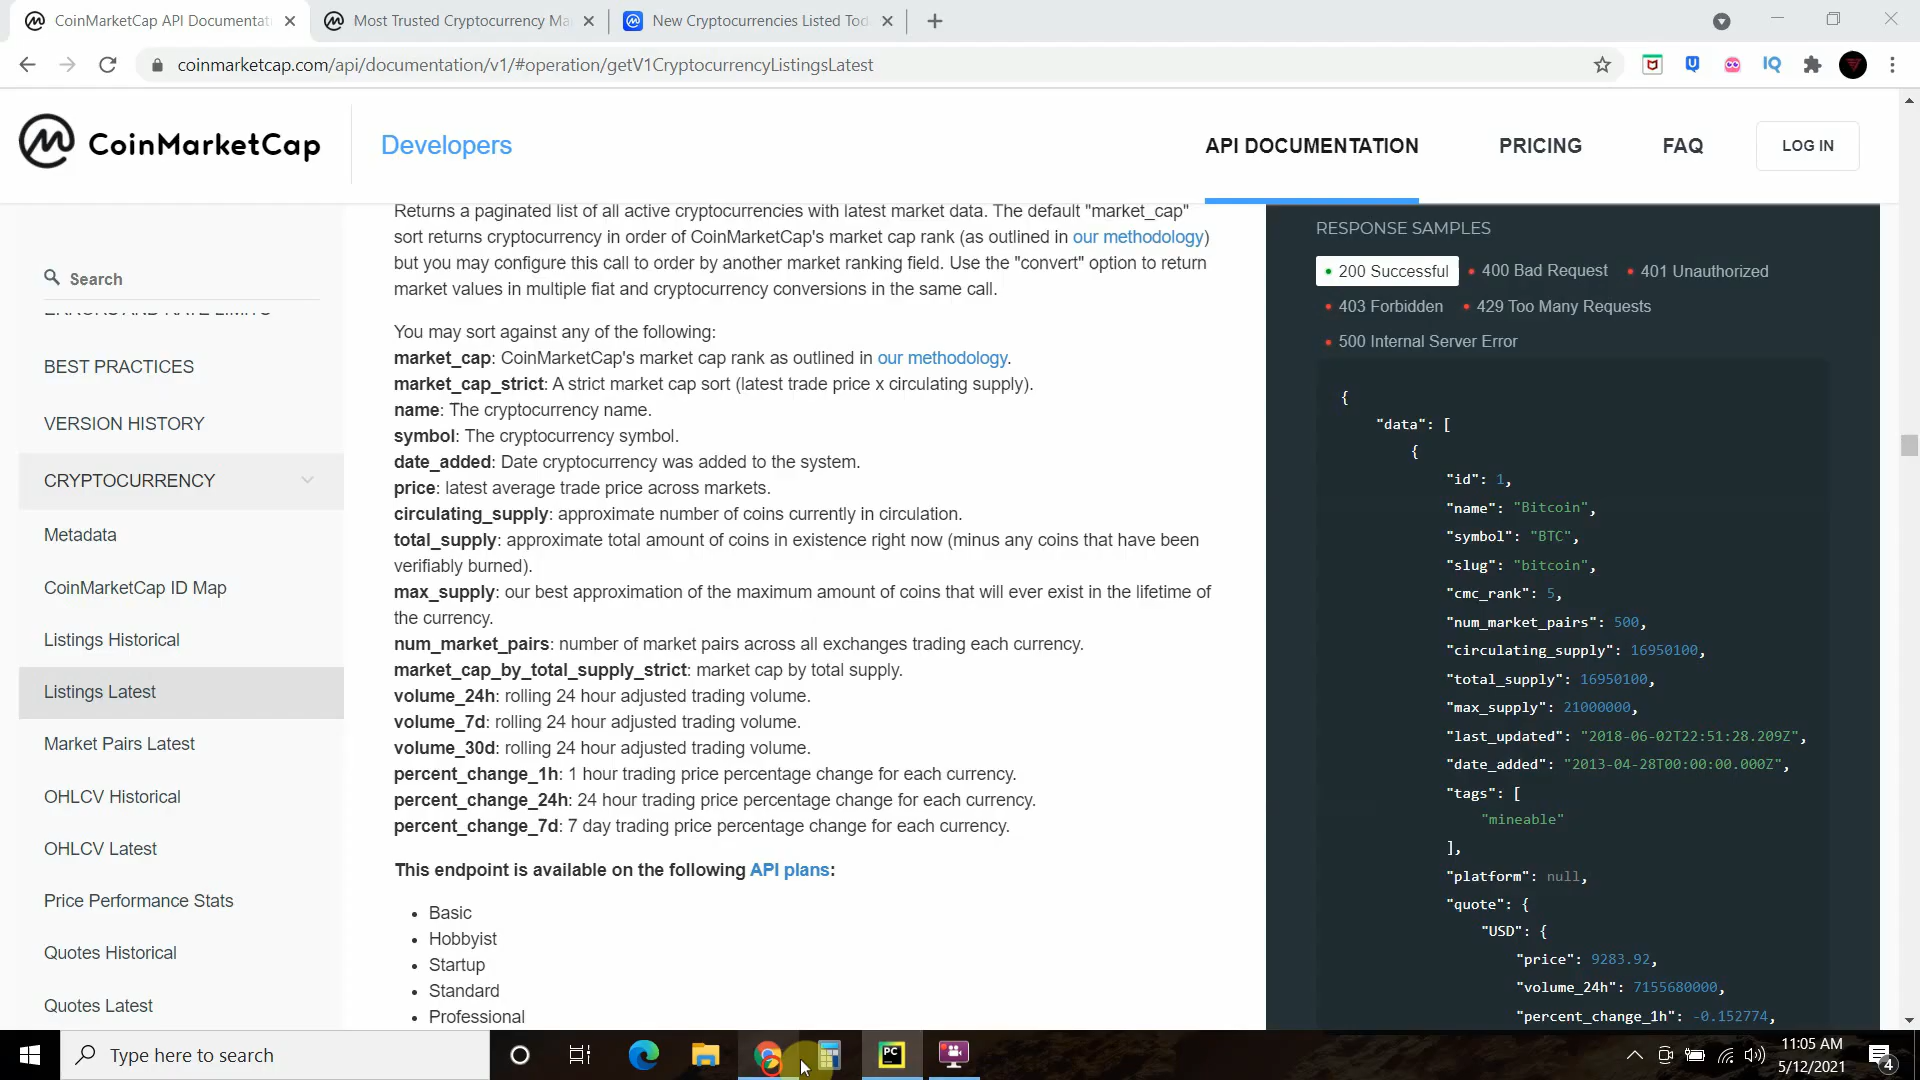 CoinMarketCap API Documentat
Most Trusted Cryptocurrency Ma
New Cryptocurrencies Listed Tod
coinmarketcap.com/api/documentation/v1/#operation/getV1CryptocurrencyListingsLatest
IQ
CoinMarketCap
Developers
API DOCUMENTATION
PRICING
FAQ
LOG IN
Search
ERRORS AND RATE LIMITS
BEST PRACTICES
VERSION HISTORY
CRYPTOCURRENCY
Metadata
CoinMarketCap ID Map
Listings Historical
Listings Latest
Market Pairs Latest
OHLCV Historical
OHLCV Latest
Price Performance Stats
Quotes Historical
Quotes Latest
Returns a paginated list of all active cryptocurrencies with latest market data. The default "market_cap"
sort returns cryptocurrency in order of CoinMarketCap's market cap rank (as outlined in our methodology)
but you may configure this call to order by another market ranking field. Use the "convert" option to return
market values in multiple fiat and cryptocurrency conversions in the same call.
You may sort against any of the following:
market_cap: CoinMarketCap's market cap rank as outlined in our methodology.
market_cap_strict: A strict market cap sort (latest trade price x circulating supply).
name: The cryptocurrency name.
symbol: The cryptocurrency symbol.
date_added: Date cryptocurrency was added to the system.
price: latest average trade price across markets.
circulating_supply: approximate number of coins currently in circulation.
total_supply: approximate total amount of coins in existence right now (minus any coins that have been
verifiably burned).
max_supply: our best approximation of the maximum amount of coins that will ever exist in the lifetime of
the currency.
num_market_pairs: number of market pairs across all exchanges trading each currency.
market_cap_by_total_supply_strict: market cap by total supply.
volume_24h: rolling 24 hour adjusted trading volume.
volume_7d: rolling 24 hour adjusted trading volume.
volume_30d: rolling 24 hour adjusted trading volume.
percent_change_1h: 1 hour trading price percentage change for each currency.
percent_change_24h: 24 hour trading price percentage change for each currency.
percent_change_7d: 7 day trading price percentage change for each currency.
This endpoint is available on the following API plans:
• Basic
• Hobbyist
• Startup
• Standard
• Professional
RESPONSE SAMPLES
• 200 Successful • 400 Bad Request • 401 Unauthorized
• 403 Forbidden • 429 Too Many Requests
• 500 Internal Server Error
{
"data": [
{
"id": 1,
"name": "Bitcoin",
"symbol": "BTC",
"slug": "bitcoin",
"cmc_rank": 5,
"num_market_pairs": 500,
"circulating_supply": 16950100,
"total_supply": 16950100,
"max_supply": 21000000,
"last_updated": "2018-06-02T22:51:28.209Z",
"date_added": "2013-04-28T00:00:00.000Z",
"tags": [
"mineable"
],
"platform": null,
"quote": {
"USD": {
"price": 9283.92,
"volume_24h": 7155680000,
"percent_change_1h": -0.152774,
Type here to search
PC
11:05 AM
5/12/2021
4